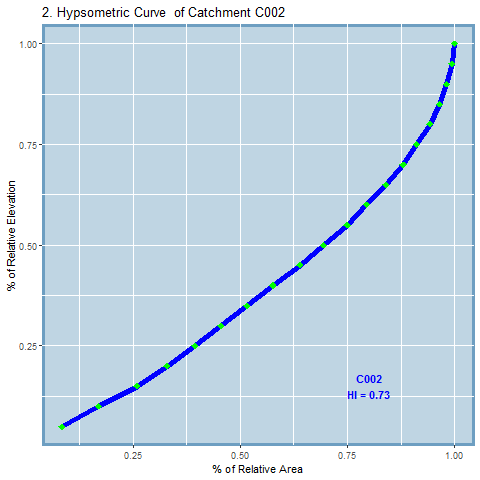 2. Hypsometric Curve  of Catchment C002
% of Relative Elevation
1.00
0.75
0.50
0.25
C002
HI = 0.73
0.25
0.50
0.75
1.00
% of Relative Area